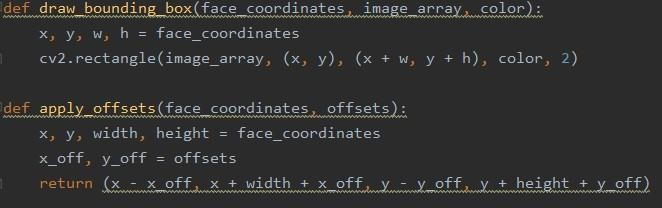 def draw_bounding_box(face_coordinates, image_array, color):
    x, y, w, h = face_coordinates
    cv2.rectangle(image_array, (x, y), (x + w, y + h), color, 2)
def apply_offsets(face_coordinates, offsets):
    x, y, width, height = face_coordinates
    x_off, y_off = offsets
    return (x - x_off, x + width + x_off, y - y_off, y + height + y_off)